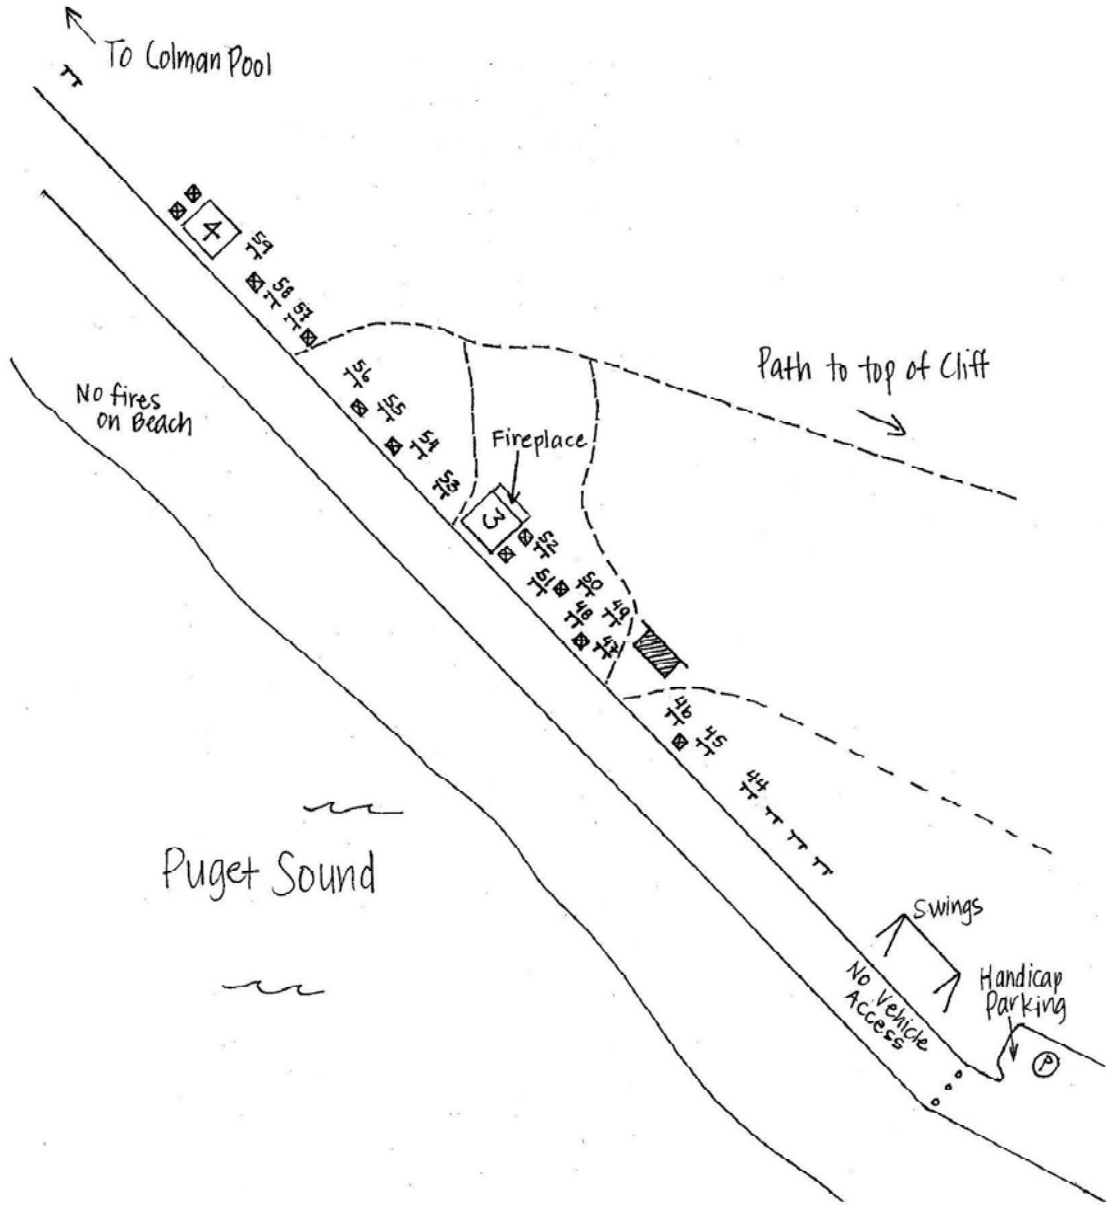 To Colman Pool
4
59
58
57
Path to top of Cliff
56
55
54
53
No fires
on Beach
Fireplace
3
52
51
50
49
48
47
46
45
44
Puget Sound
Swings
No Vehicle
Access
Handicap
Parking
P